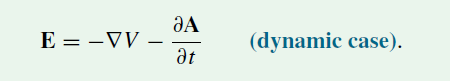 E = −∇V − ∂A/∂t (dynamic case).